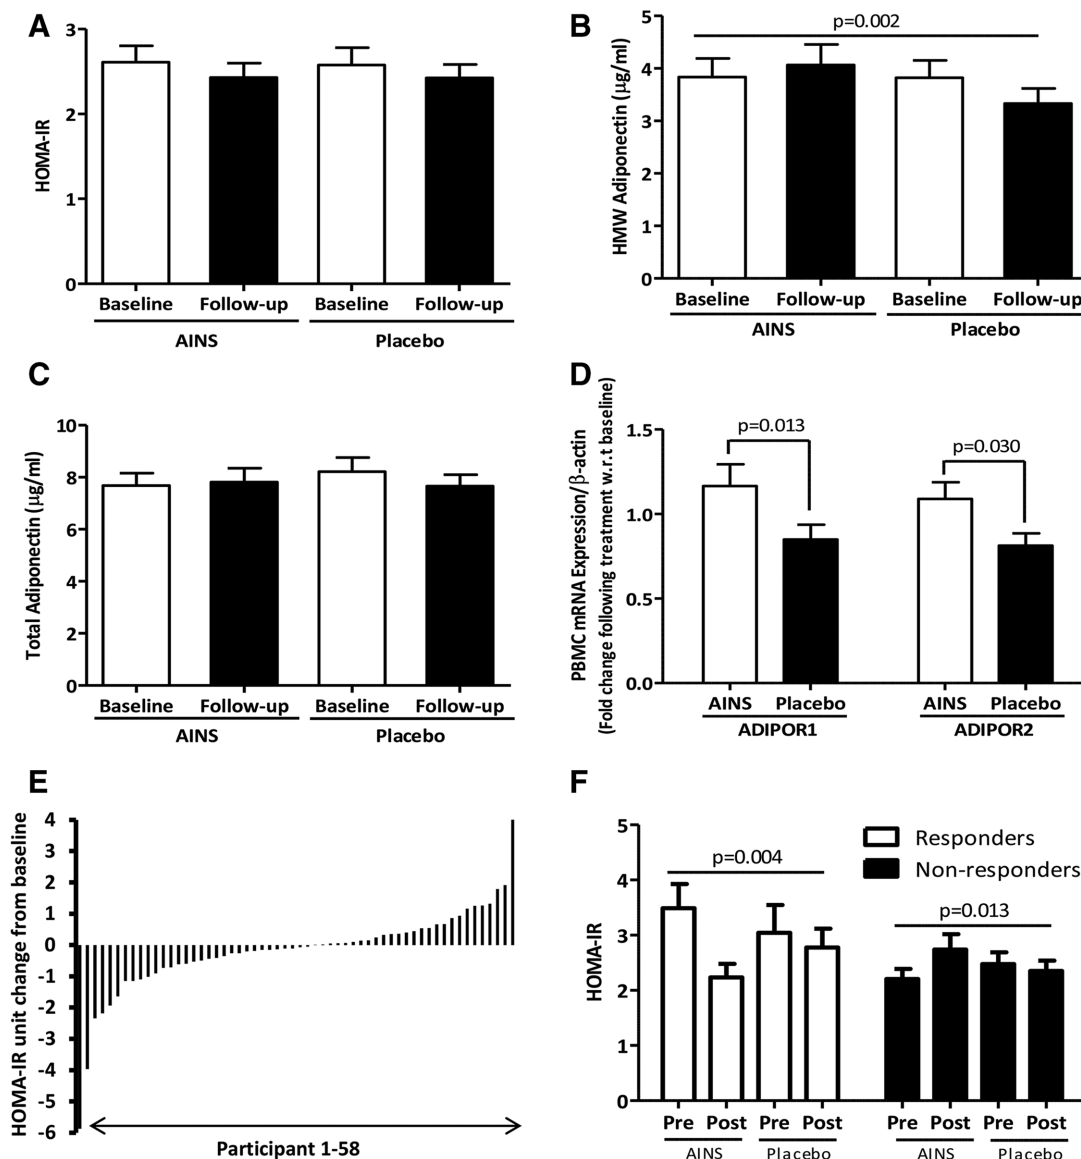 A
HOMA-IR
3
2
1
0
Baseline Follow-up Baseline Follow-up
AINS Placebo
B
HMW Adiponectin (μg/ml)
5
4
3
2
1
0
p=0.002
Baseline Follow-up Baseline Follow-up
AINS Placebo
C
Total Adiponectin (μg/ml)
10
8
6
4
2
0
Baseline Follow-up Baseline Follow-up
AINS Placebo
D
PBMC mRNA Expression/β-actin
(Fold change following treatment w.r.t baseline)
1.5
1.0
0.5
0.0
p=0.013
p=0.030
AINS Placebo AINS Placebo
ADIPOR1 ADIPOR2
E
HOMA-IR unit change from baseline
4
3
2
1
0
-1
-2
-3
-4
-5
-6
Participant 1-58
F
HOMA-IR
5
4
3
2
1
0
Responders
Non-responders
p=0.004
p=0.013
Pre Post Pre Post Pre Post Pre Post
AINS Placebo AINS Placebo